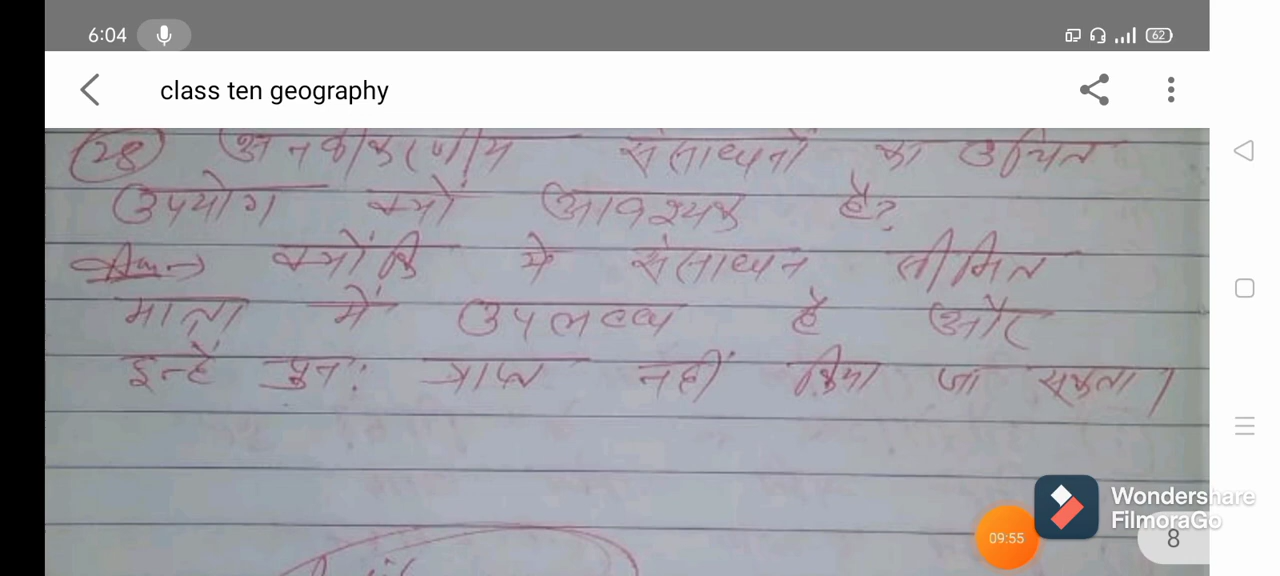 6:04
62
class ten geography
(28) अनवीकरणीय संसाधनों का उचित
उपयोग क्यों आवश्यक है?
क्योंकि ये संसाधन सीमित
मात्रा में उपलब्ध है और
इन्हें पुन: प्राप्त नहीं किया जा सकता।
Wondershare
FilmoraGo
09:55
8